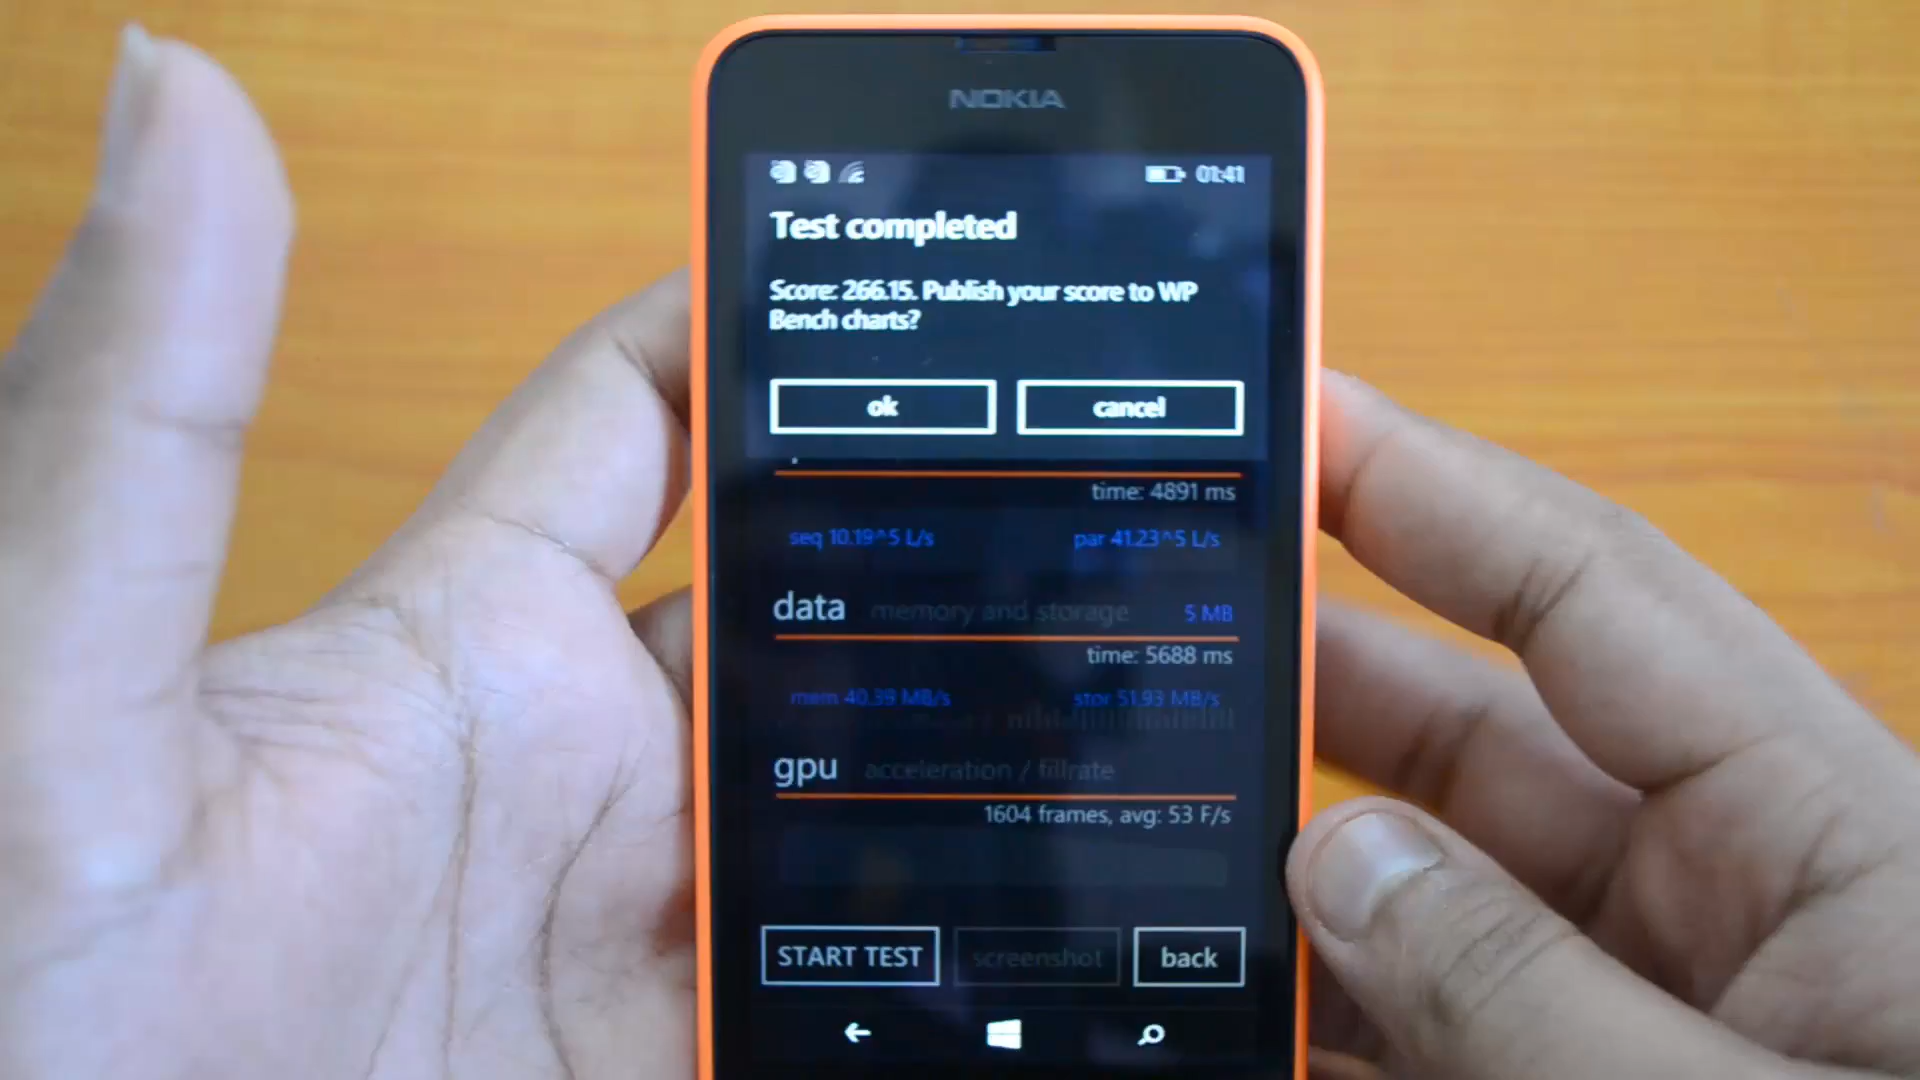 NOKIA
01:41
Test completed
Score: 266.15. Publish your score to WP
Bench charts?
ok cancel
time: 4891 ms
seq 10.19^5 L/s par 41.23^5 L/s
data memory and storage 5 MB
time: 5688 ms
mem 40.39 MB/s stor 51.93 MB/s
gpu acceleration / fillrate
1604 frames, avg: 53 F/s
START TEST screenshot back